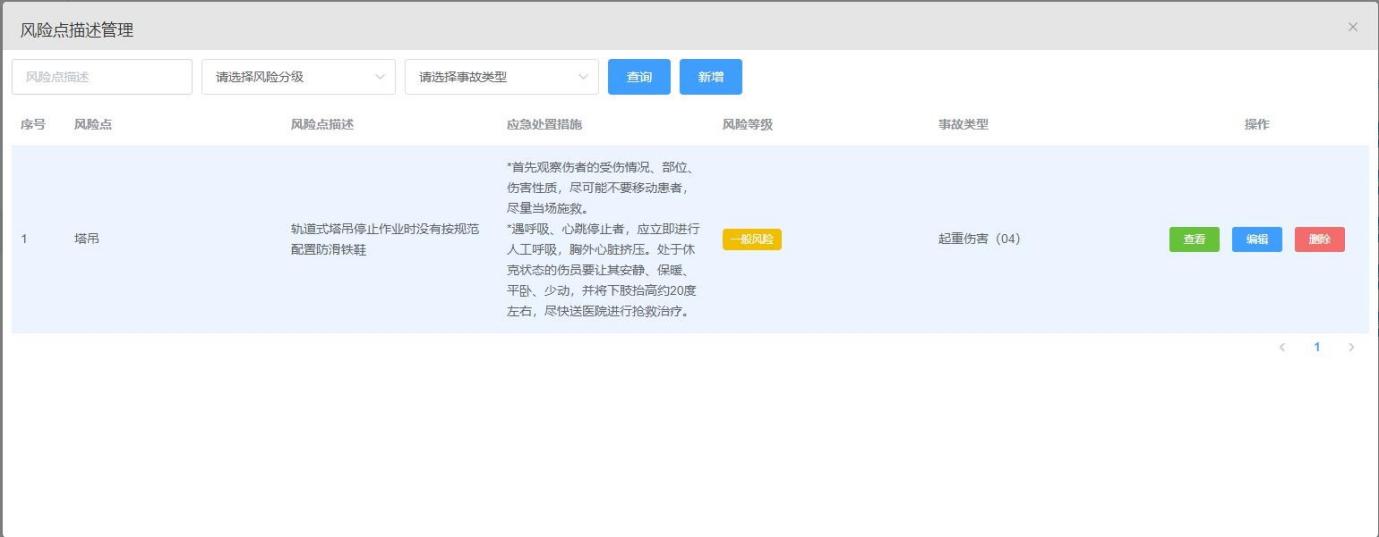 风险点描述管理
风险点描述 请选择风险分级 请选择事故类型 查询 新增
序号 风险点 风险点描述 应急处置措施 风险等级 事故类型 操作
1 塔吊 轨道式塔吊停止作业时没有按规范
配置防滑铁鞋
*首先观察伤者的受伤情况、部位、
伤害性质，尽可能不要移动患者，
尽量当场施救。
*遇呼吸、心跳停止者，应立即进行
人工呼吸，胸外心脏挤压。处于休
克状态的伤员要让其安静、保暖、
平卧、少动，并将下肢抬高约20度
左右，尽快送医院进行抢救治疗。
一般风险 起重伤害（04） 查看 编辑 删除
1